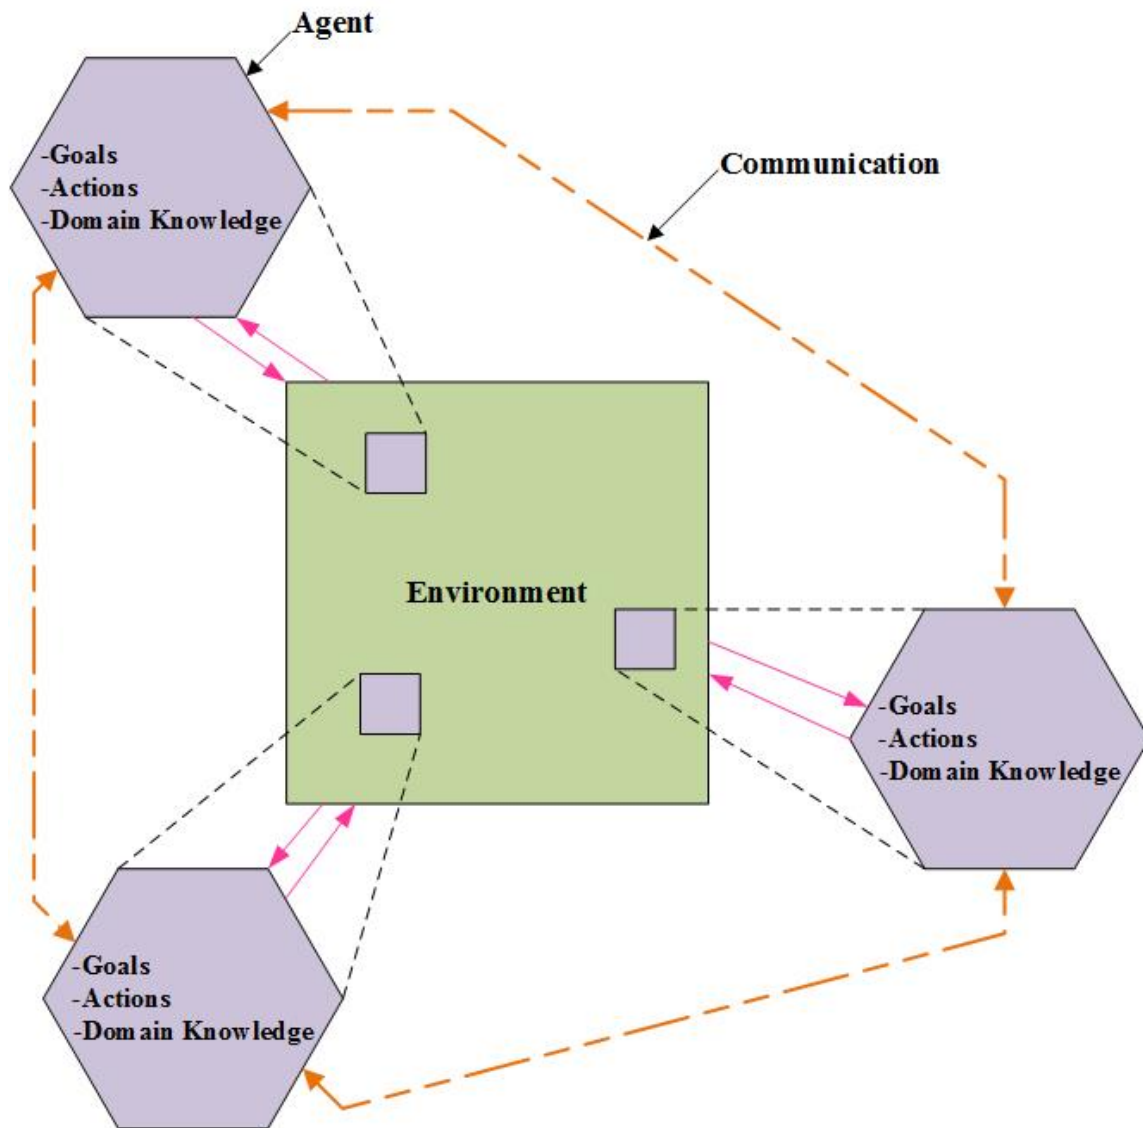 Agent
-Goals
-Actions
-Domain Knowledge
Communication
Environment
-Goals
-Actions
-Domain Knowledge
-Goals
-Actions
-Domain Knowledge